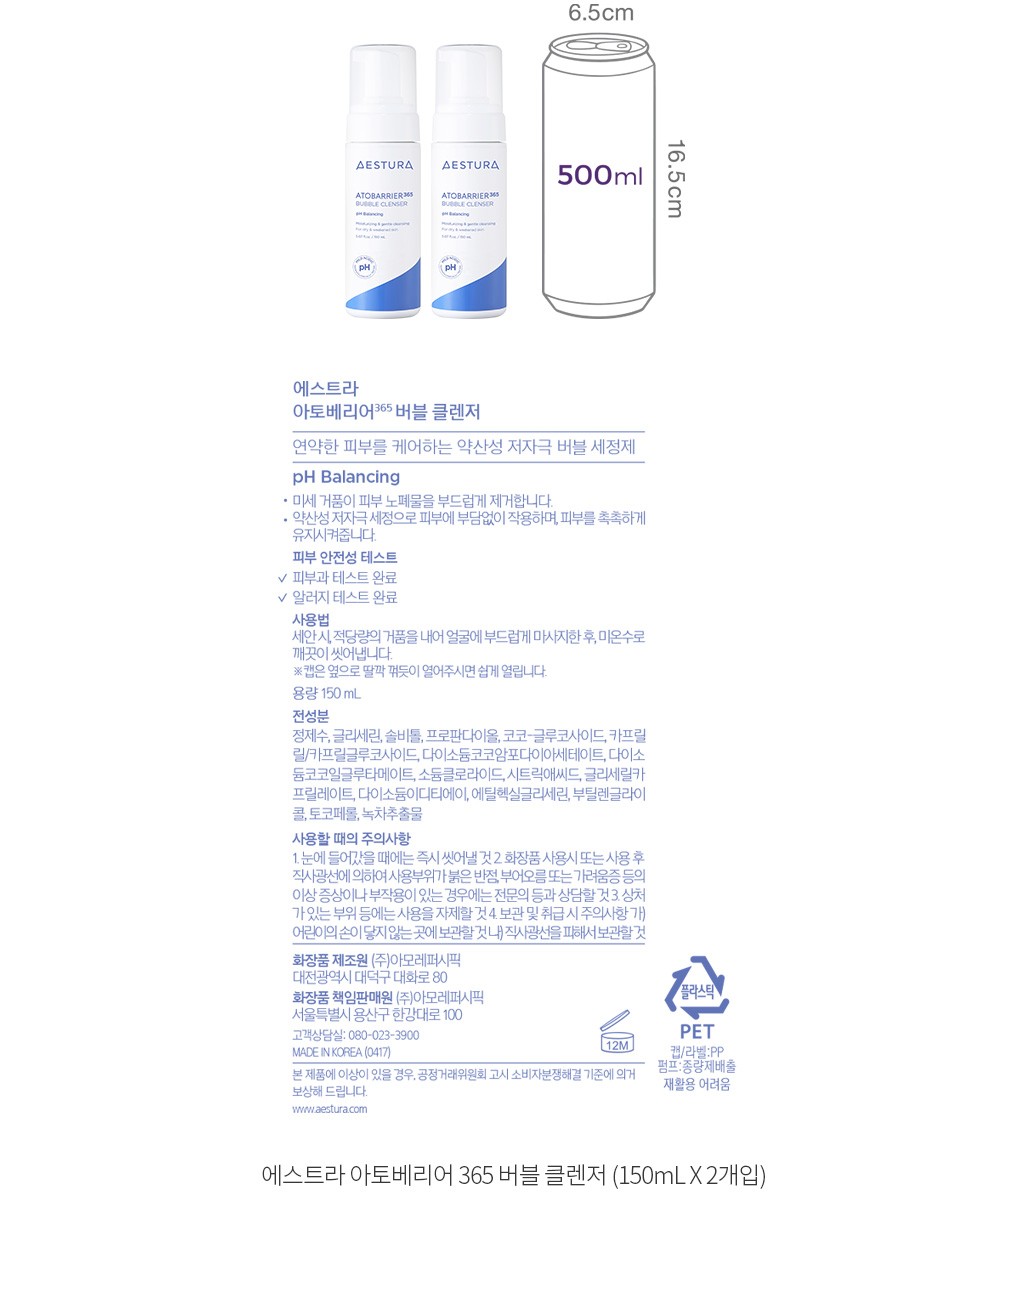 6.5cm
AESTURA
ATOBARRIER365
BUBBLE CLENSER
pH Balancing
Moisturizing & gentle cleansing
pH
AESTURA
ATOBARRIER365
BUBBLE CLENSER
pH Balancing
Moisturizing & gentle cleansing
pH
500ml
16.5cm
에스트라
아토베리어365 버블 클렌저
연약한 피부를 케어하는 약산성 저자극 버블 세정제
pH Balancing
• 미세 거품이 피부 노폐물을 부드럽게 제거합니다.
• 약산성 저자극 세정으로 피부에 부담없이 작용하며, 피부를 촉촉하게
유지시켜줍니다.
피부 안전성 테스트
✓ 피부과 테스트 완료
✓ 알러지 테스트 완료
사용법
세안 시, 적당량의 거품을 내어 얼굴에 부드럽게 마사지한 후, 미온수로
깨끗이 씻어냅니다.
※캡은 옆으로 딸깍 꺾듯이 열어주시면 쉽게 열립니다.
용량 150 mL
전성분
정제수, 글리세린, 솔비톨, 프로판다이올, 코코-글루코사이드, 카프릴
릴/카프릴글루코사이드, 다이소듐코코암포다이아세테이트, 다이소
듐코코일글루타메이트, 소듐클로라이드, 시트릭애씨드, 글리세릴카
프릴레이트, 다이소듐이디티에이, 에틸헥실글리세린, 부틸렌글라이
콜, 토코페롤, 녹차추출물
사용할 때의 주의사항
1. 눈에 들어갔을 때에는 즉시 씻어낼 것 2. 화장품 사용시 또는 사용 후
직사광선에 의하여 사용부위가 붉은 반점, 부어오름 또는 가려움증 등의
이상 증상이나 부작용이 있는 경우에는 전문의 등과 상담할 것 3. 상처
가 있는 부위 등에는 사용을 자제할 것 4. 보관 및 취급 시 주의사항 가)
어린이의 손이 닿지 않는 곳에 보관할 것 나) 직사광선을 피해서 보관할 것
화장품 제조원 (주)아모레퍼시픽
대전광역시 대덕구 대화로 80
화장품 책임판매원 (주)아모레퍼시픽
서울특별시 용산구 한강대로 100
고객상담실: 080-023-3900
MADE IN KOREA (0417)
12M
플라스틱
PET
캡/라벨:PP
펌프:종량제배출
재활용 어려움
본 제품에 이상이 있을 경우, 공정거래위원회 고시 소비자분쟁해결 기준에 의거
보상해 드립니다.
www.aestura.com
에스트라 아토베리어 365 버블 클렌저 (150mL X 2개입)